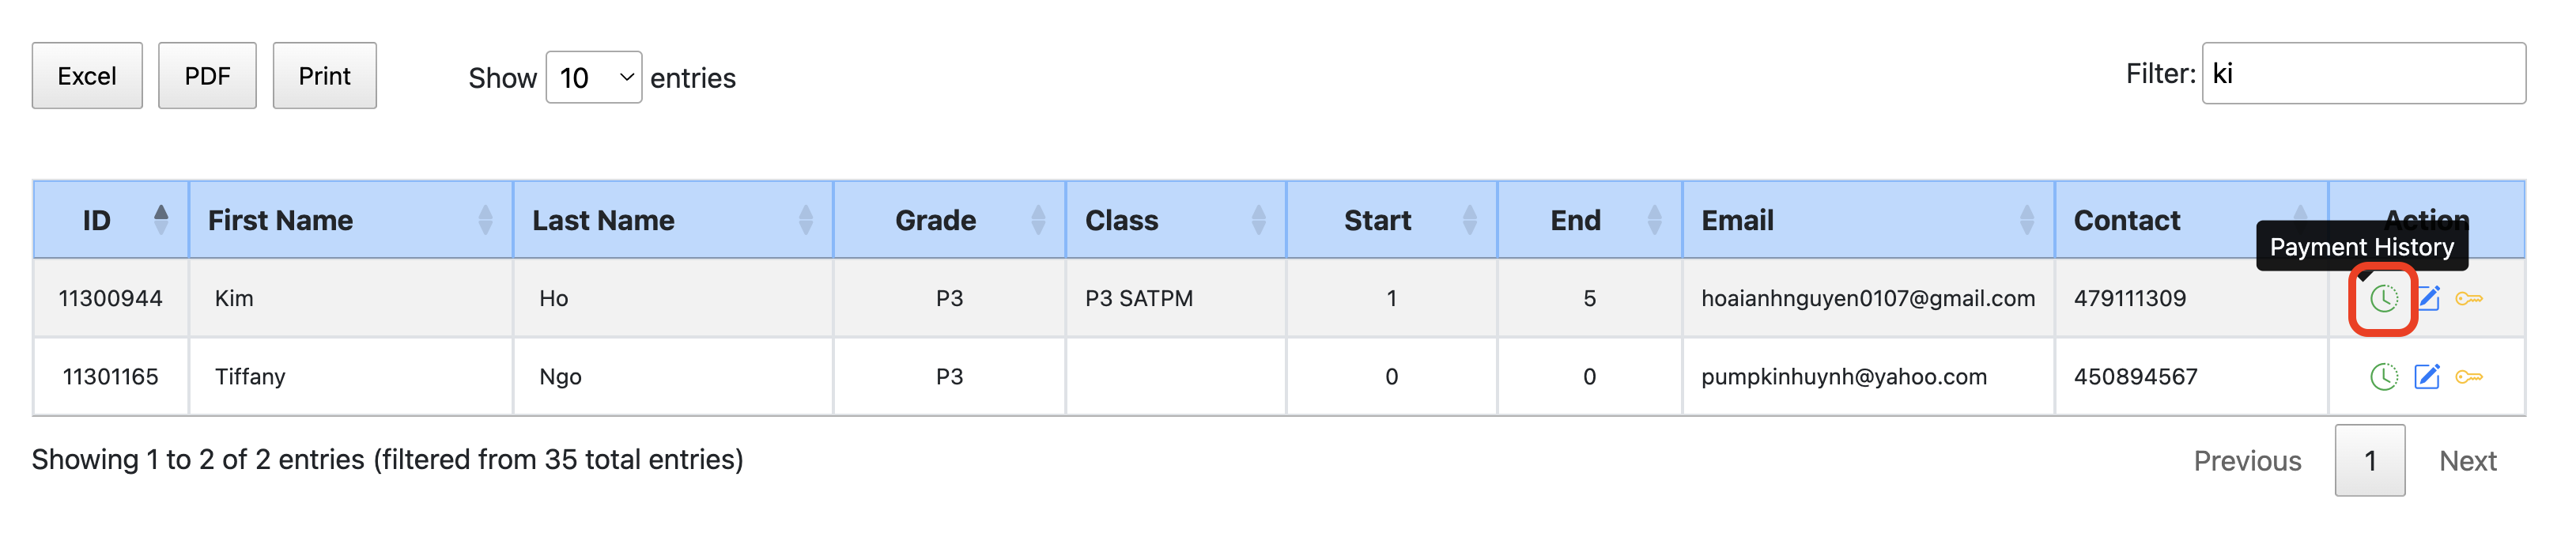 Excel PDF Print Show 10 entries Filter: ki
ID First Name Last Name Grade Class Start End Email Contact Action
Payment History
11300944 Kim Ho P3 P3 SATPM 1 5 hoaianhnguyen0107@gmail.com 479111309
11301165 Tiffany Ngo P3 0 0 pumpkinhuynh@yahoo.com 450894567
Showing 1 to 2 of 2 entries (filtered from 35 total entries) Previous 1 Next